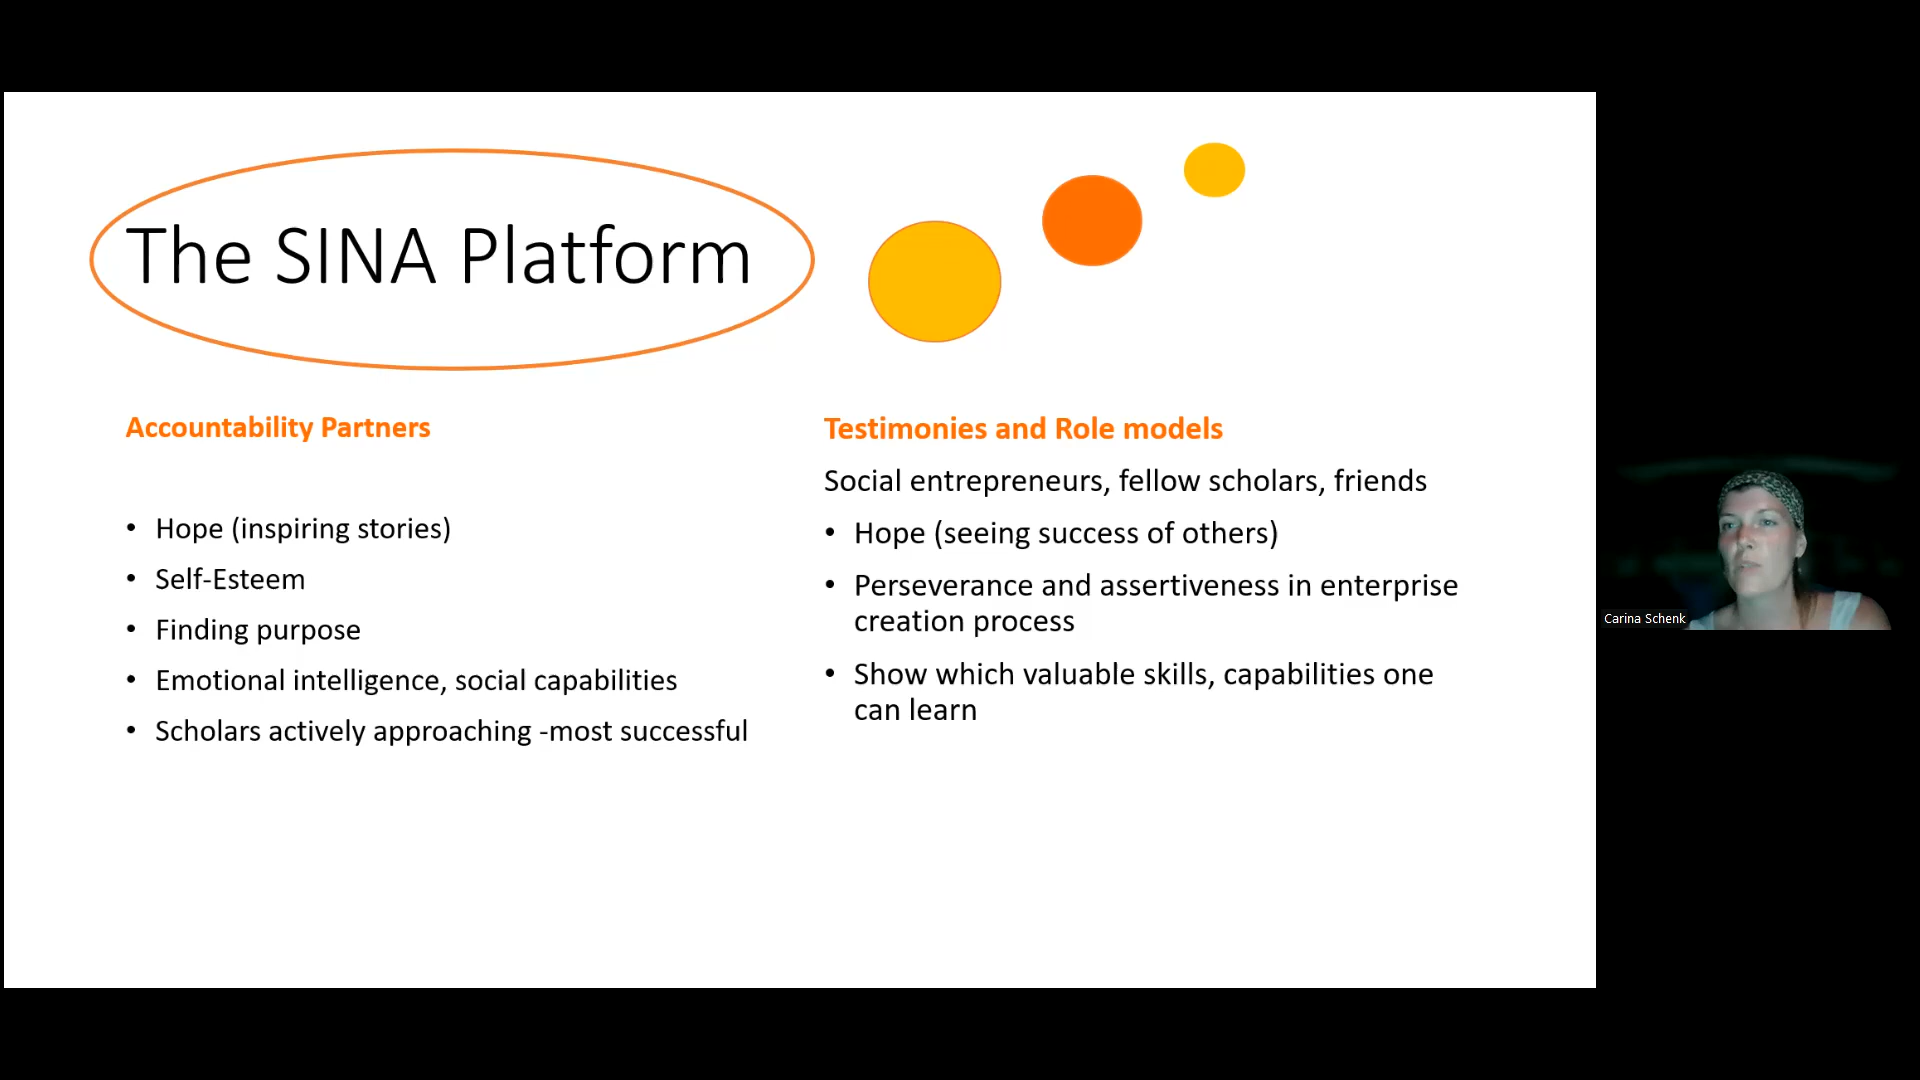 The SINA Platform
Accountability Partners
• Hope (inspiring stories)
• Self-Esteem
• Finding purpose
• Emotional intelligence, social capabilities
• Scholars actively approaching -most successful
Testimonies and Role models
Social entrepreneurs, fellow scholars, friends
• Hope (seeing success of others)
• Perseverance and assertiveness in enterprise
creation process
• Show which valuable skills, capabilities one
can learn
Carina Schenk